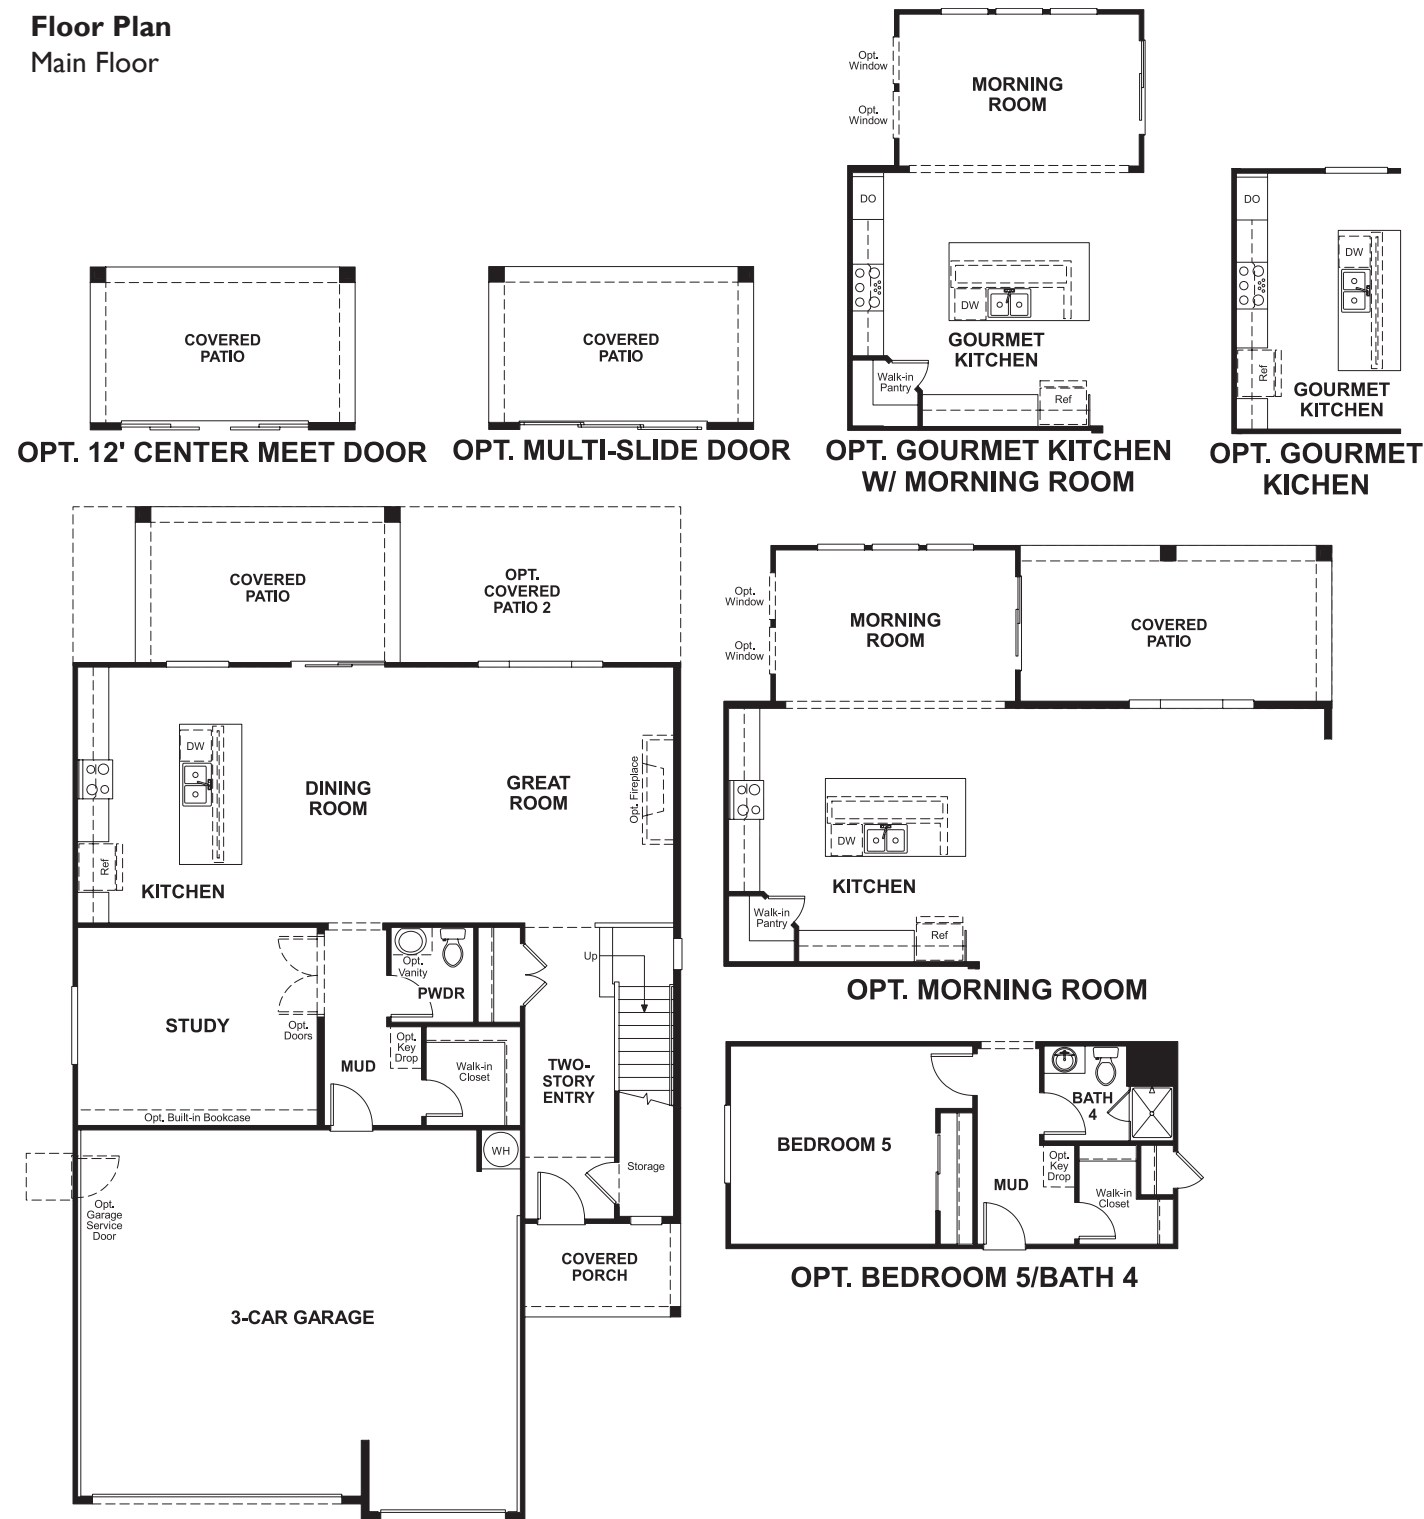 Floor Plan
Main Floor
Opt.
Window
Opt.
Window
MORNING
ROOM
DO
DW
GOURMET
KITCHEN
Walk-in
Pantry
Ref
OPT. GOURMET KITCHEN
W/ MORNING ROOM
DO
DW
Ref
GOURMET
KITCHEN
OPT. GOURMET
KICHEN
COVERED
PATIO
OPT. 12' CENTER MEET DOOR
COVERED
PATIO
OPT. MULTI-SLIDE DOOR
COVERED
PATIO
OPT.
COVERED
PATIO 2
DW
DINING
ROOM
GREAT
ROOM
Opt. Fireplace
Ref
KITCHEN
Opt.
Vanity
PWDR
Up
STUDY
Opt.
Doors
MUD
Opt.
Key
Drop
Walk-in
Closet
TWO-
STORY
ENTRY
Opt. Built-in Bookcase
WH
Storage
Opt.
Garage
Service
Door
COVERED
PORCH
3-CAR GARAGE
Opt.
Window
Opt.
Window
MORNING
ROOM
COVERED
PATIO
DW
KITCHEN
Walk-in
Pantry
Ref
OPT. MORNING ROOM
BATH
4
BEDROOM 5
Opt.
Key
Drop
MUD
Walk-in
Closet
OPT. BEDROOM 5/BATH 4